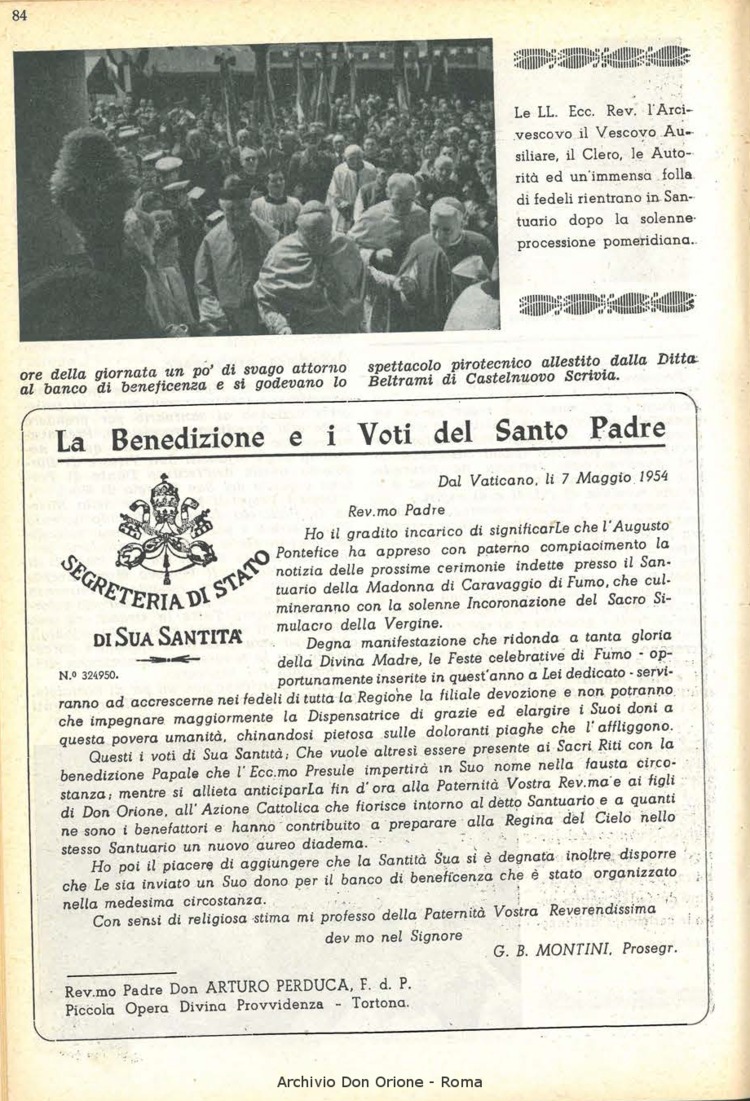 84
Le LL. Ecc. Rev. l'Arci-
vescovo il Vescovo Au-
siliare, il Clero, le Auto-
rità ed un'immensa folla
di fedeli rientrano in San-
tuario dopo la solenne
processione pomeridiana.
ore della giornata un po' di svago attorno
al banco di beneficenza e si godevano lo
spettacolo pirotecnico allestito dalla Ditta
Beltrami di Castelnuovo Scrivia.
La Benedizione e i Voti del Santo Padre
SEGRETERIA DI STATO
DI SUA SANTITA'
N.º 324950.
Dal Vaticano, li 7 Maggio 1954
Rev.mo Padre
Ho il gradito incarico di significarLe che l'Augusto
Pontefice ha appreso con paterno compiacimento la
notizia delle prossime cerimonie indette presso il San-
tuario della Madonna di Caravaggio di Fumo, che cul-
mineranno con la solenne Incoronazione del Sacro Si-
mulacro della Vergine.
Degna manifestazione che ridonda a tanta gloria
della Divina Madre, le Feste celebrative di Fumo - op-
portunamente inserite in quest'anno a Lei dedicato - servi-
ranno ad accrescerne nei fedeli di tutta la Regione la filiale devozione e non potranno
che impegnare maggiormente la Dispensatrice di grazie ed elargire i Suoi doni a
questa povera umanità, chinandosi pietosa sulle doloranti piaghe che l'affliggono.
Questi i voti di Sua Santità; Che vuole altresì essere presente ai Sacri Riti con la
benedizione Papale che l'Ecc.mo Presule impertirà in Suo nome nella fausta circo-
stanza; mentre si allieta anticiparLa fin d'ora alla Paternità Vostra Rev.ma e ai figli
di Don Orione, all'Azione Cattolica che fiorisce intorno al detto Santuario e a quanti
ne sono i benefattori e hanno contribuito a preparare alla Regina del Cielo nello
stesso Santuario un nuovo aureo diadema.
Ho poi il piacere di aggiungere che la Santità Sua si è degnata inoltre disporre
che Le sia inviato un Suo dono per il banco di beneficenza che è stato organizzato
nella medesima circostanza.
Con sensi di religiosa stima mi professo della Paternità Vostra Reverendissima
dev mo nel Signore
G. B. MONTINI, Prosegr.
Rev.mo Padre Don ARTURO PERDUCA, F. d. P.
Piccola Opera Divina Provvidenza - Tortona.
Archivio Don Orione - Roma